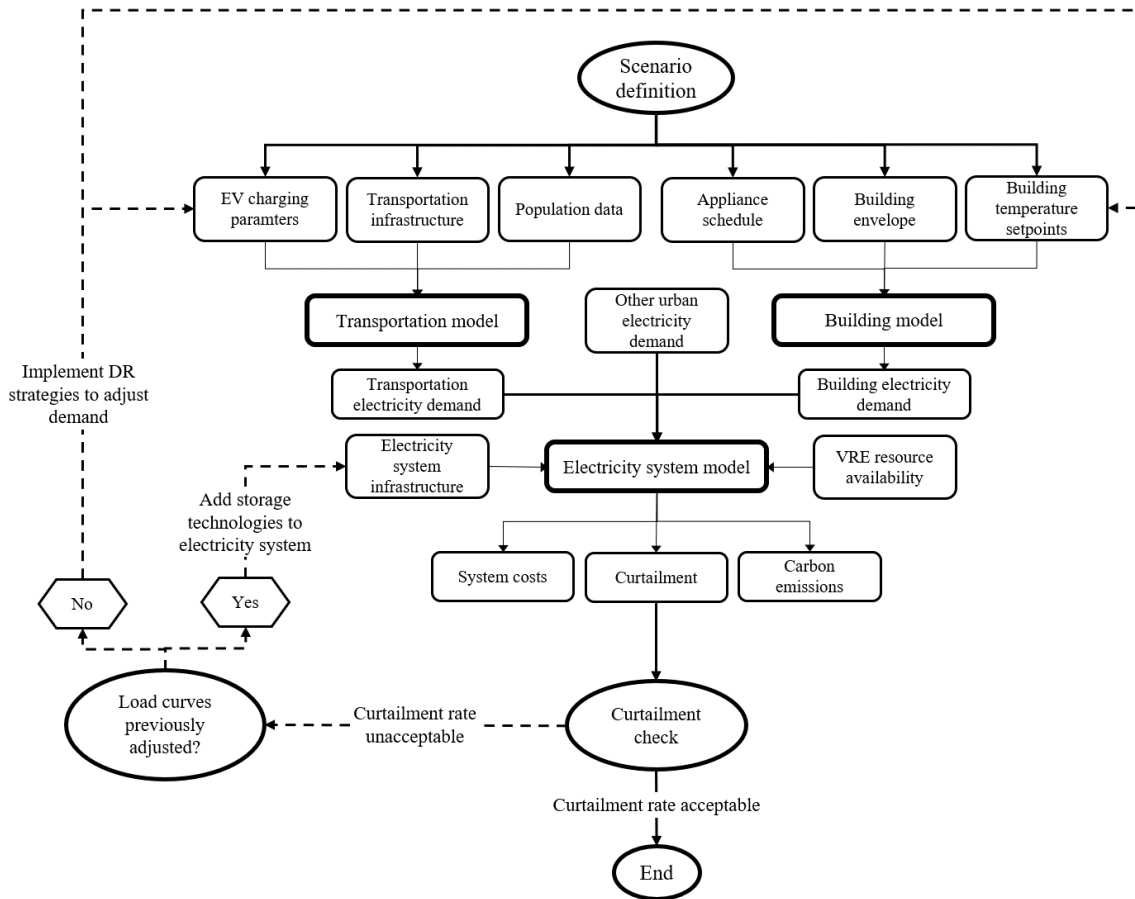 Scenario
definition
EV charging
paramters
Transportation
infrastructure
Population data
Appliance
schedule
Building
envelope
Building
temperature
setpoints
Transportation model
Other urban
electricity
demand
Building model
Implement DR
strategies to adjust
demand
Transportation
electricity demand
Building electricity
demand
Electricity
system
infrastructure
Electricity system model
VRE resource
availability
Add storage
technologies to
electricity system
System costs
Curtailment
Carbon
emissions
No
Yes
Load curves
previously
adjusted?
Curtailment rate
unacceptable
Curtailment
check
Curtailment rate acceptable
End